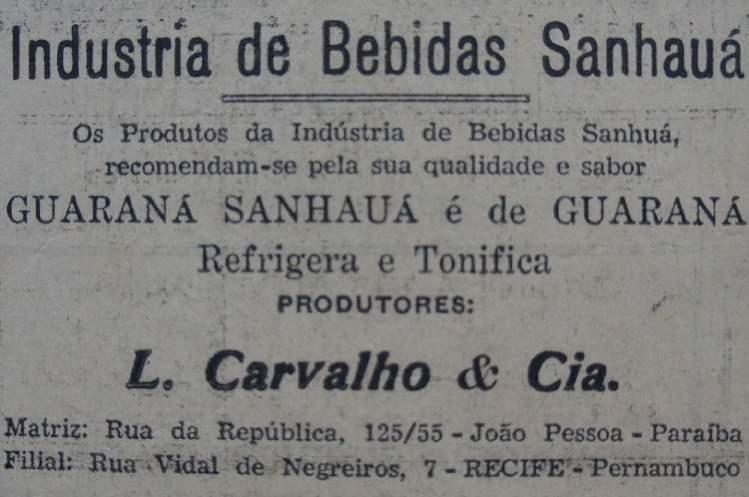 Industria de Bebidas Sanhauá
Os Produtos da Indústria de Bebidas Sanhuá,
recomendam-se pela sua qualidade e sabor
GUARANÁ SANHAUÁ é de GUARANÁ
Refrigera e Tonifica
PRODUTORES:
L. Carvalho & Cia.
Matriz: Rua da República, 125/55 - João Pessoa - Paraíba
Filial: Rua Vidal de Negreiros, 7 - RECIFE - Pernambuco